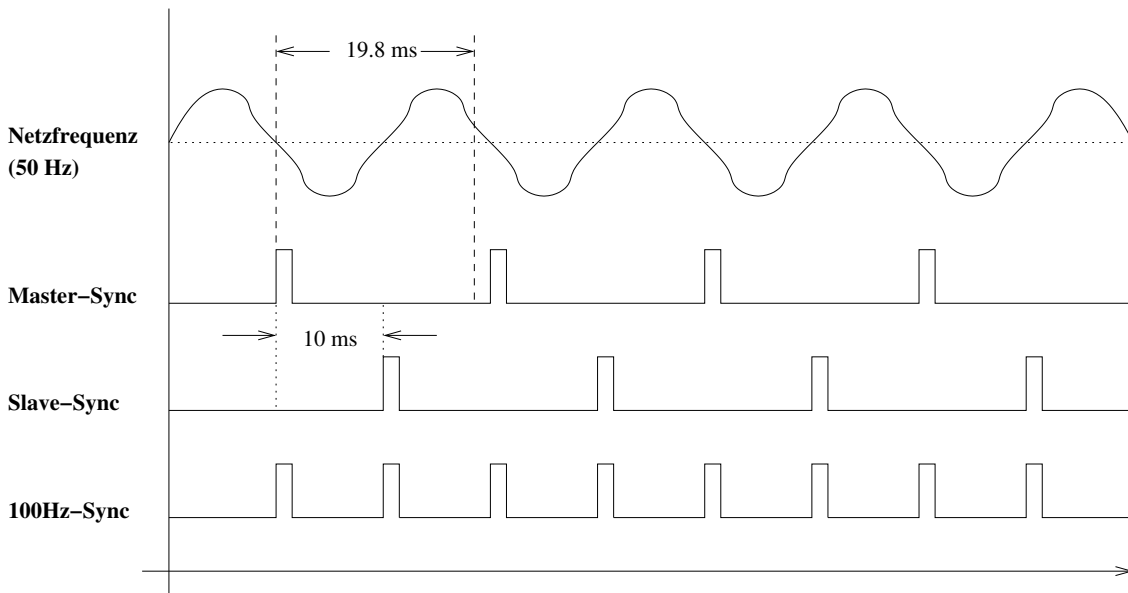 19.8 ms
Netzfrequenz
(50 Hz)
Master−Sync
10 ms
Slave−Sync
100Hz−Sync